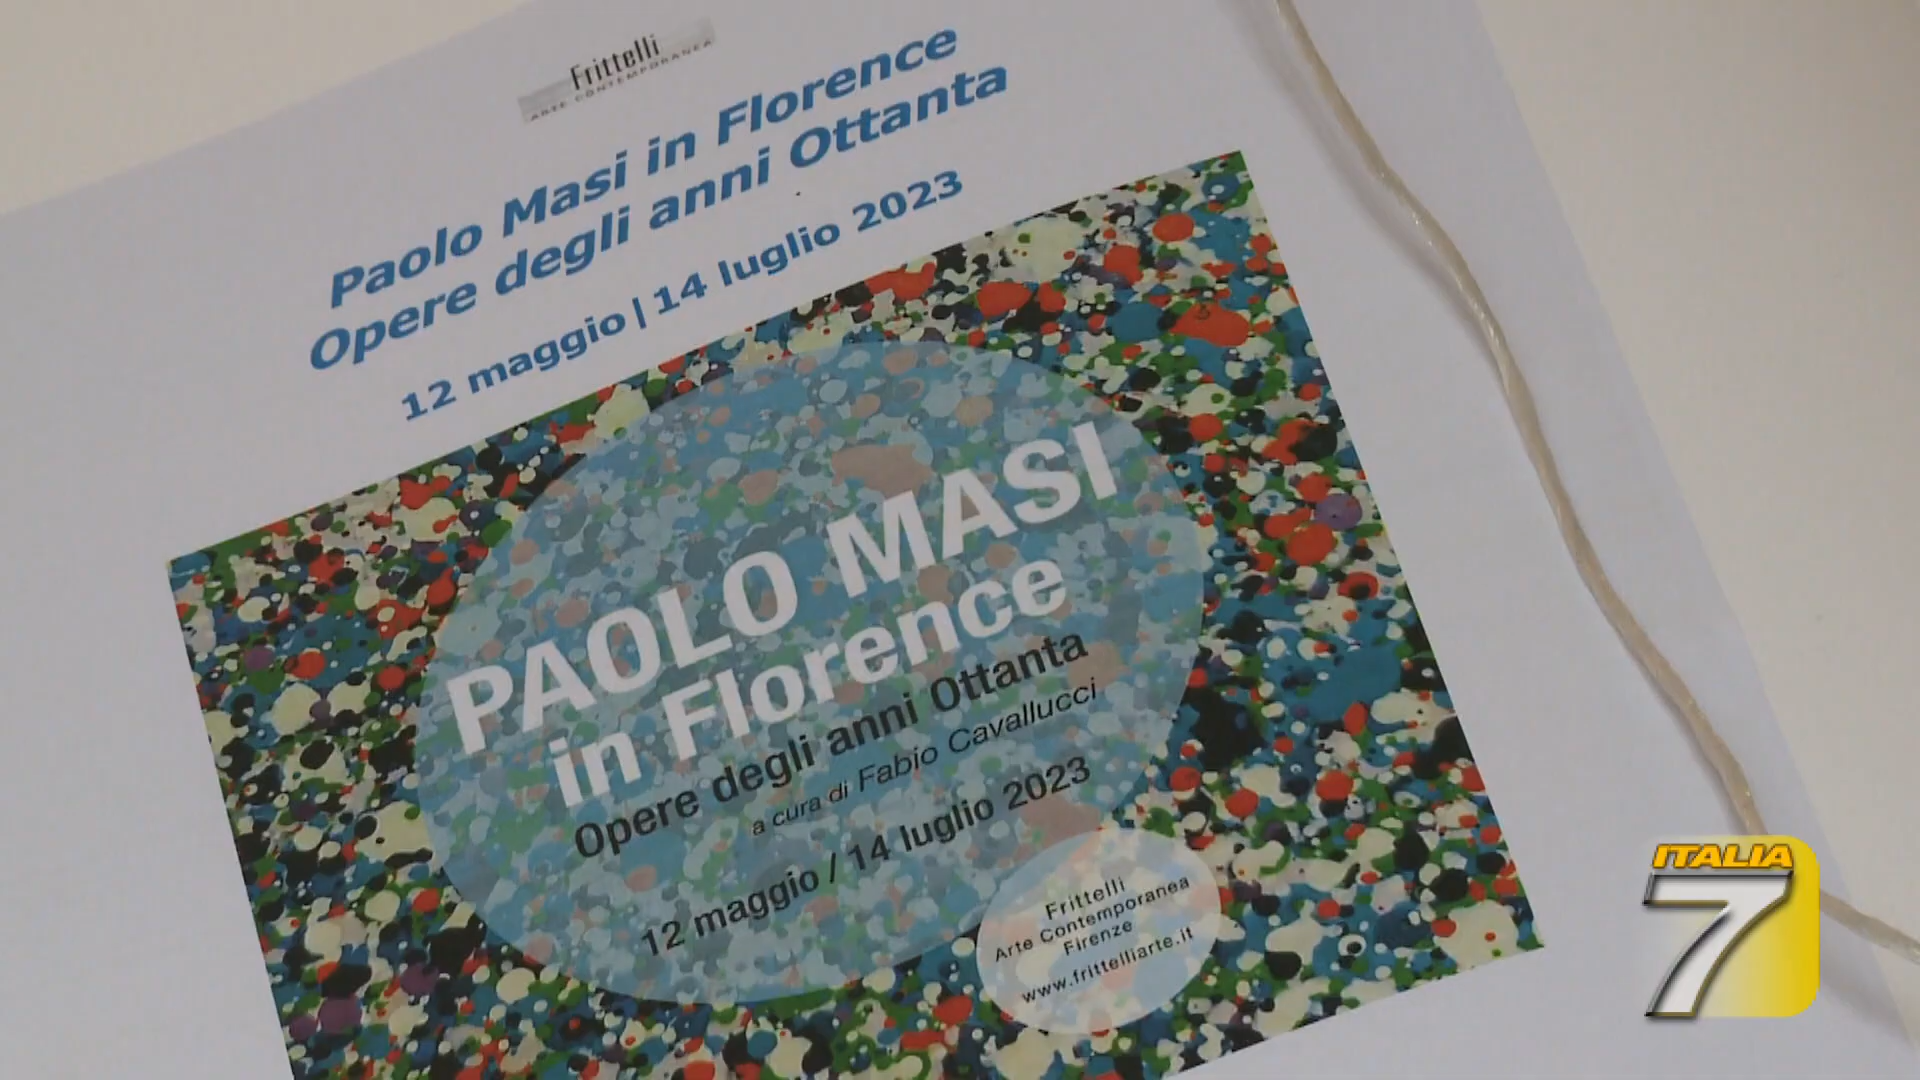 Frittelli
ARTE CONTEMPORANEA
Paolo Masi in Florence
Opere degli anni Ottanta
12 maggio | 14 luglio 2023
PAOLO MASI
in Florence
Opere degli anni Ottanta
a cura di Fabio Cavallucci
12 maggio / 14 luglio 2023
Frittelli
Arte Contemporanea
Firenze
www.frittelliarte.it
ITALIA
7